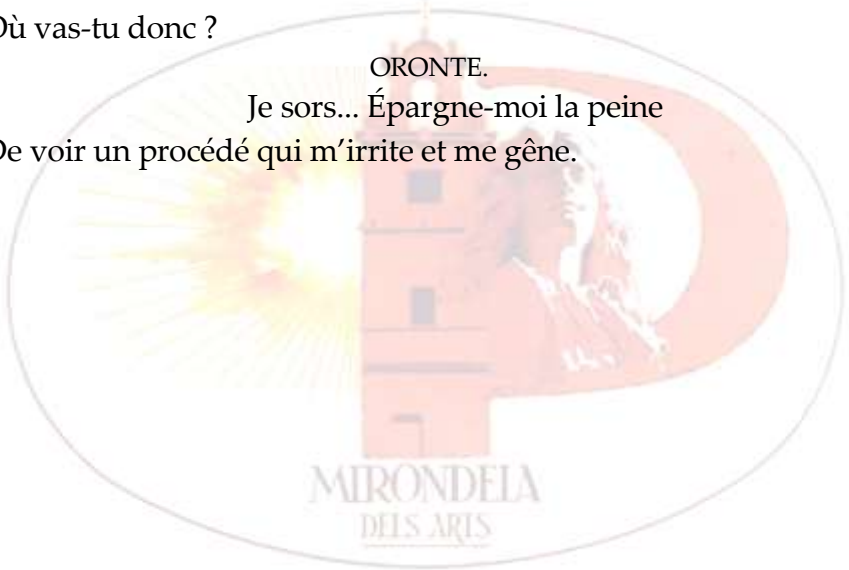 Où vas-tu donc ?
ORONTE.
Je sors... Épargne-moi la peine
De voir un procédé qui m’irrite et me gêne.
MIRONDELA
DELS ARTS